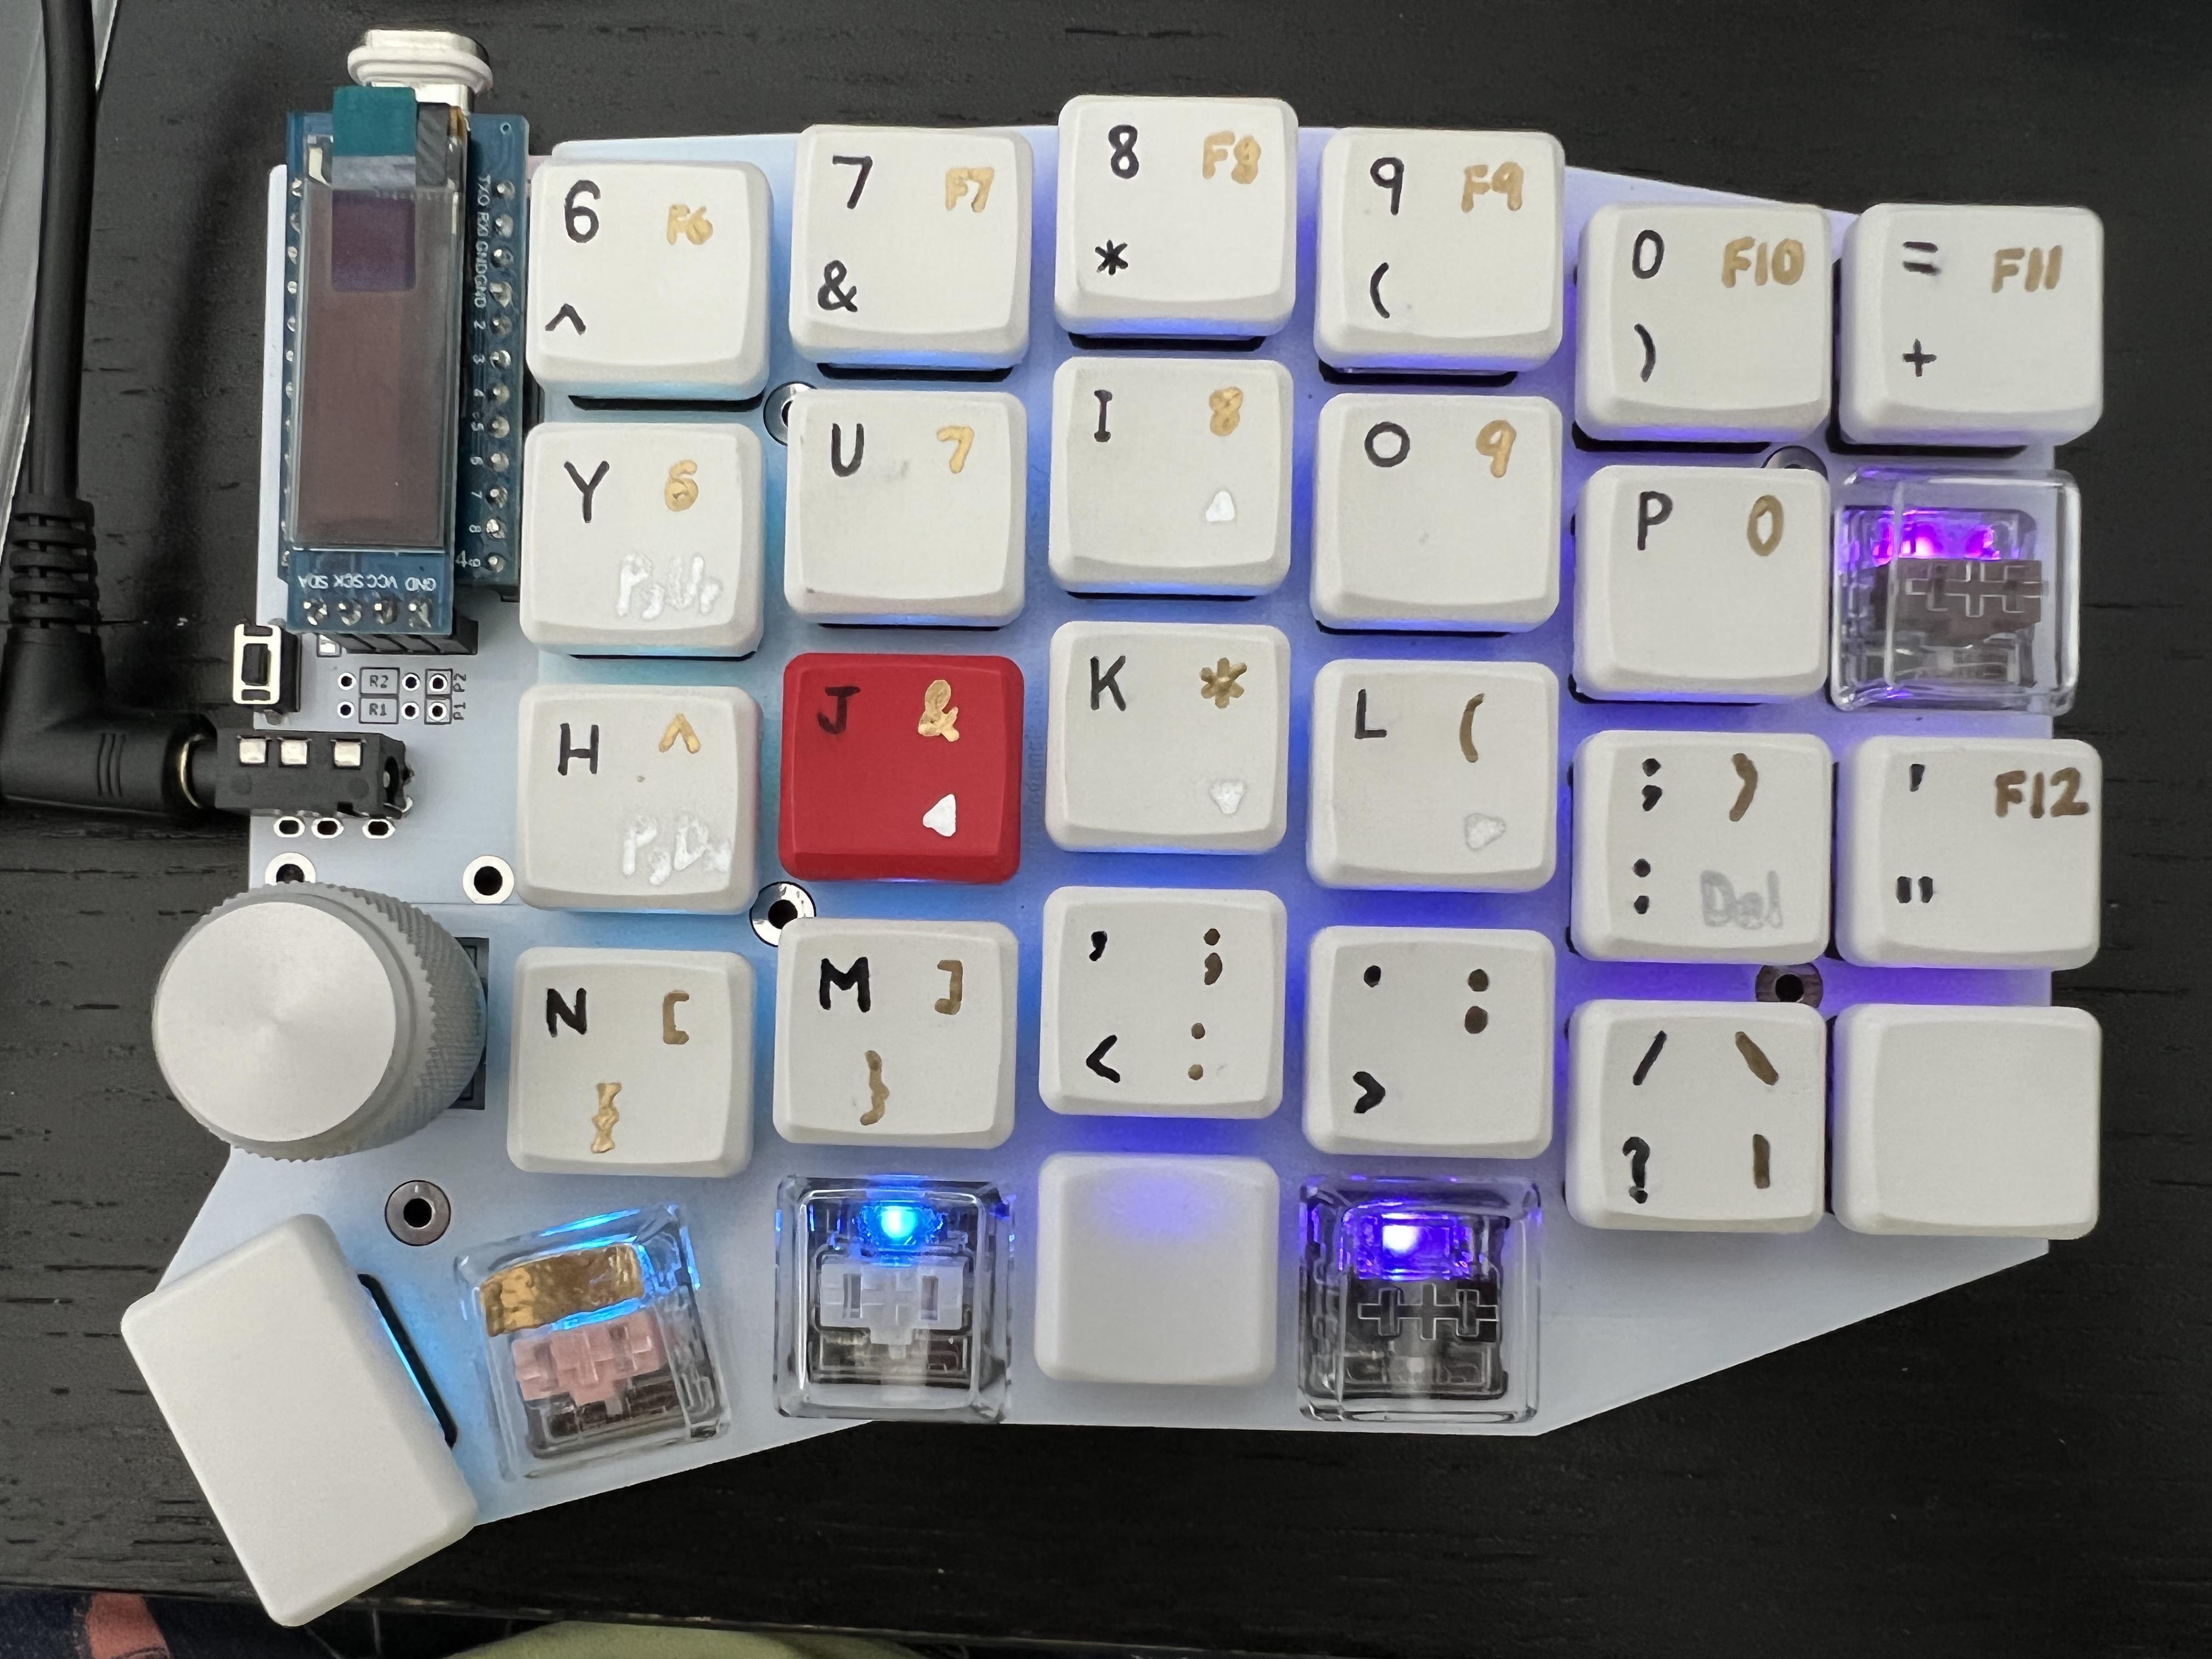 6 F6
^
7 F7
&
8 F8
*
9 F9
(
0 F10
)
= F11
+
Y 6
PgUp
U 7
I 8
O 9
P 0
H ^
PgDn
J &
K *
L (
; )
: Del
' F12
"
N [
{
M ]
}
, ;
< :
. :
>
/ \
? |
TX0 RX1 GND GND 2 3 4 5 6 7 8 9
SDA SCK VCC GND
R2 P2
R1 P1